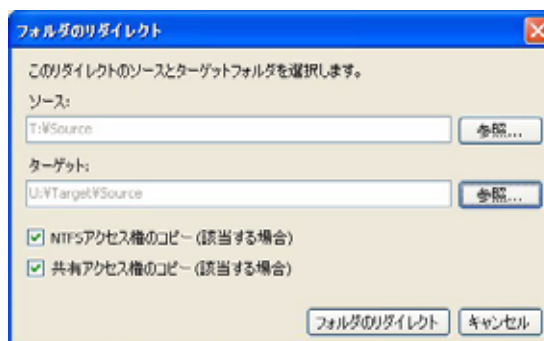 フォルダのリダイレクト
このリダイレクトのソースとターゲットフォルダを選択します。
ソース:
T:¥Source
参照...
ターゲット:
U:¥Target¥Source
参照...
NTFSアクセス権のコピー(該当する場合)
共有アクセス権のコピー(該当する場合)
フォルダのリダイレクト
キャンセル